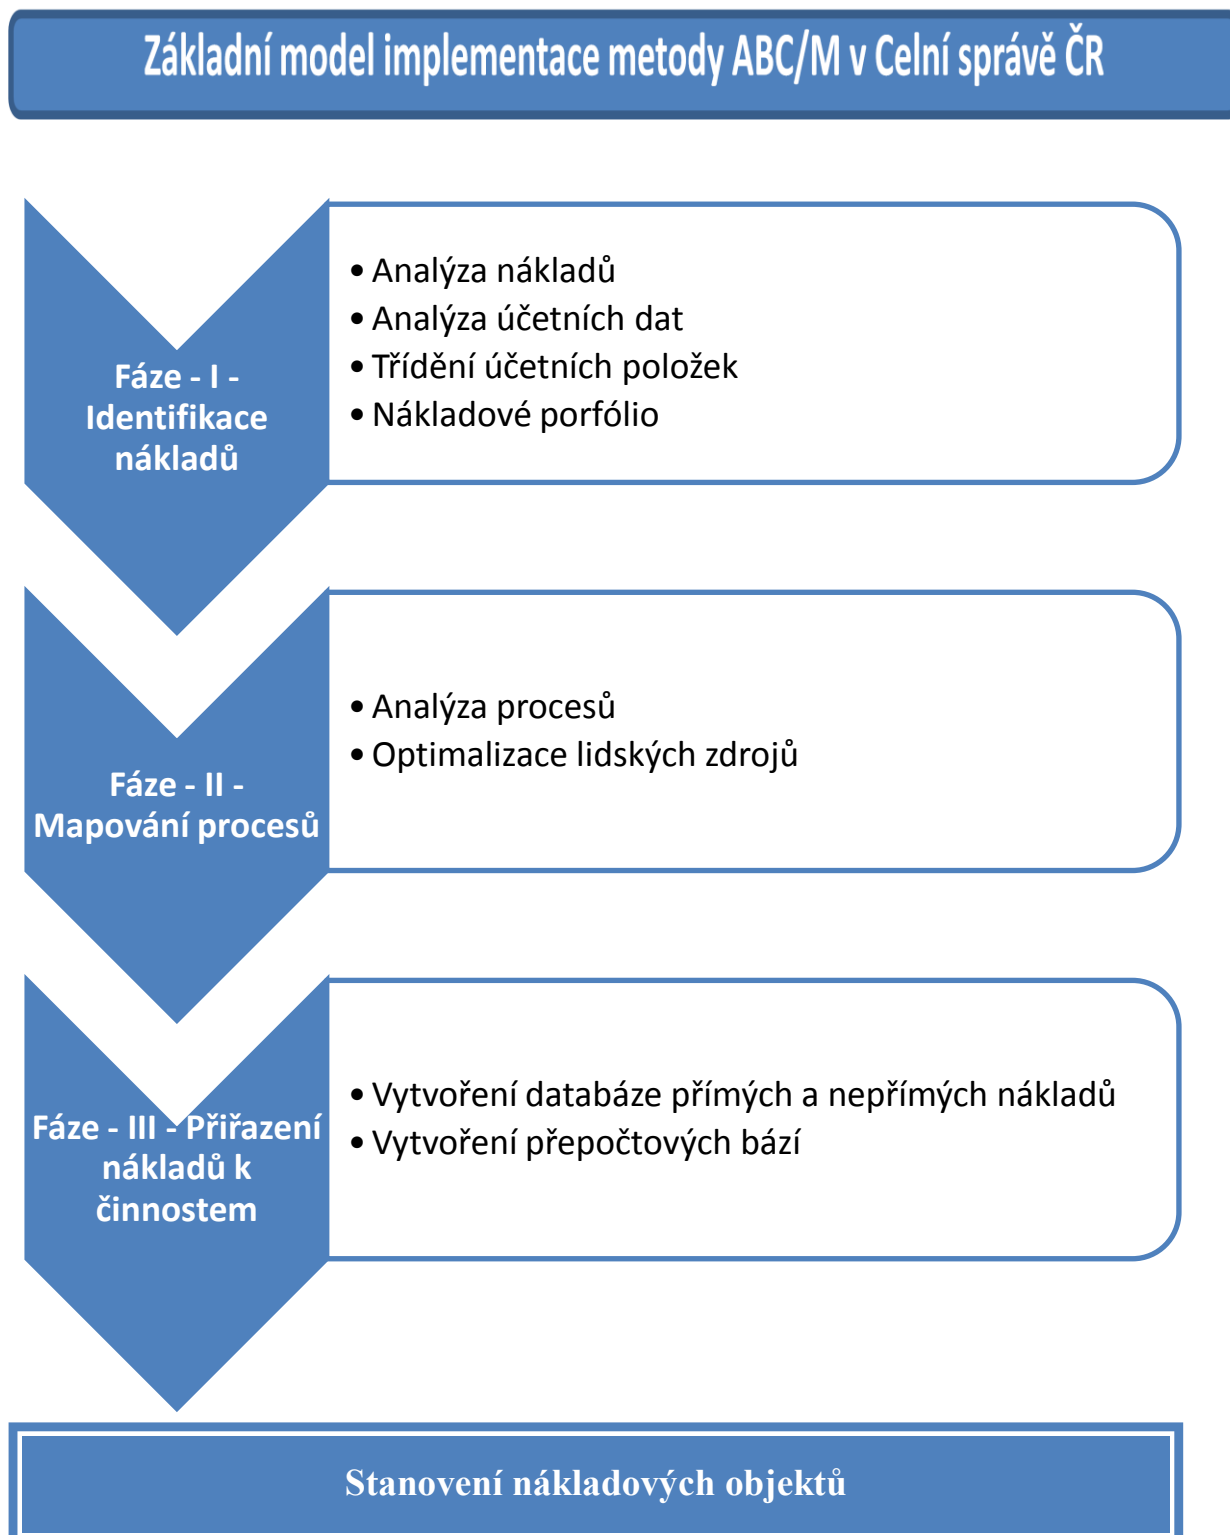 Základní model implementace metody ABC/M v Celní správě ČR
Fáze - I -
Identifikace
nákladů
• Analýza nákladů
• Analýza účetních dat
• Třídění účetních položek
• Nákladové porfólio
Fáze - II -
Mapování procesů
• Analýza procesů
• Optimalizace lidských zdrojů
Fáze - III - Přiřazení
nákladů k
činnostem
• Vytvoření databáze přímých a nepřímých nákladů
• Vytvoření přepočtových bází
Stanovení nákladových objektů